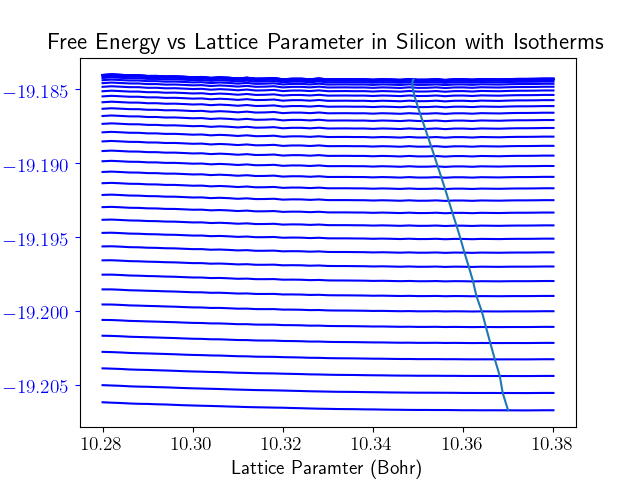 Free Energy vs Lattice Parameter in Silicon with Isotherms
−19.185
−19.190
−19.195
−19.200
−19.205
10.28 10.30 10.32 10.34 10.36 10.38
Lattice Paramter (Bohr)